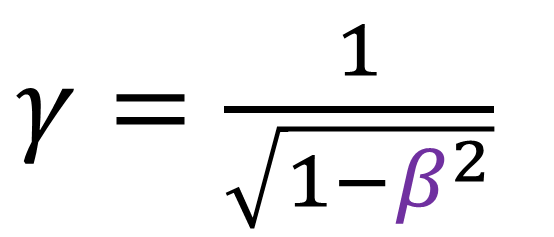 γ = 1 / √(1−β²)